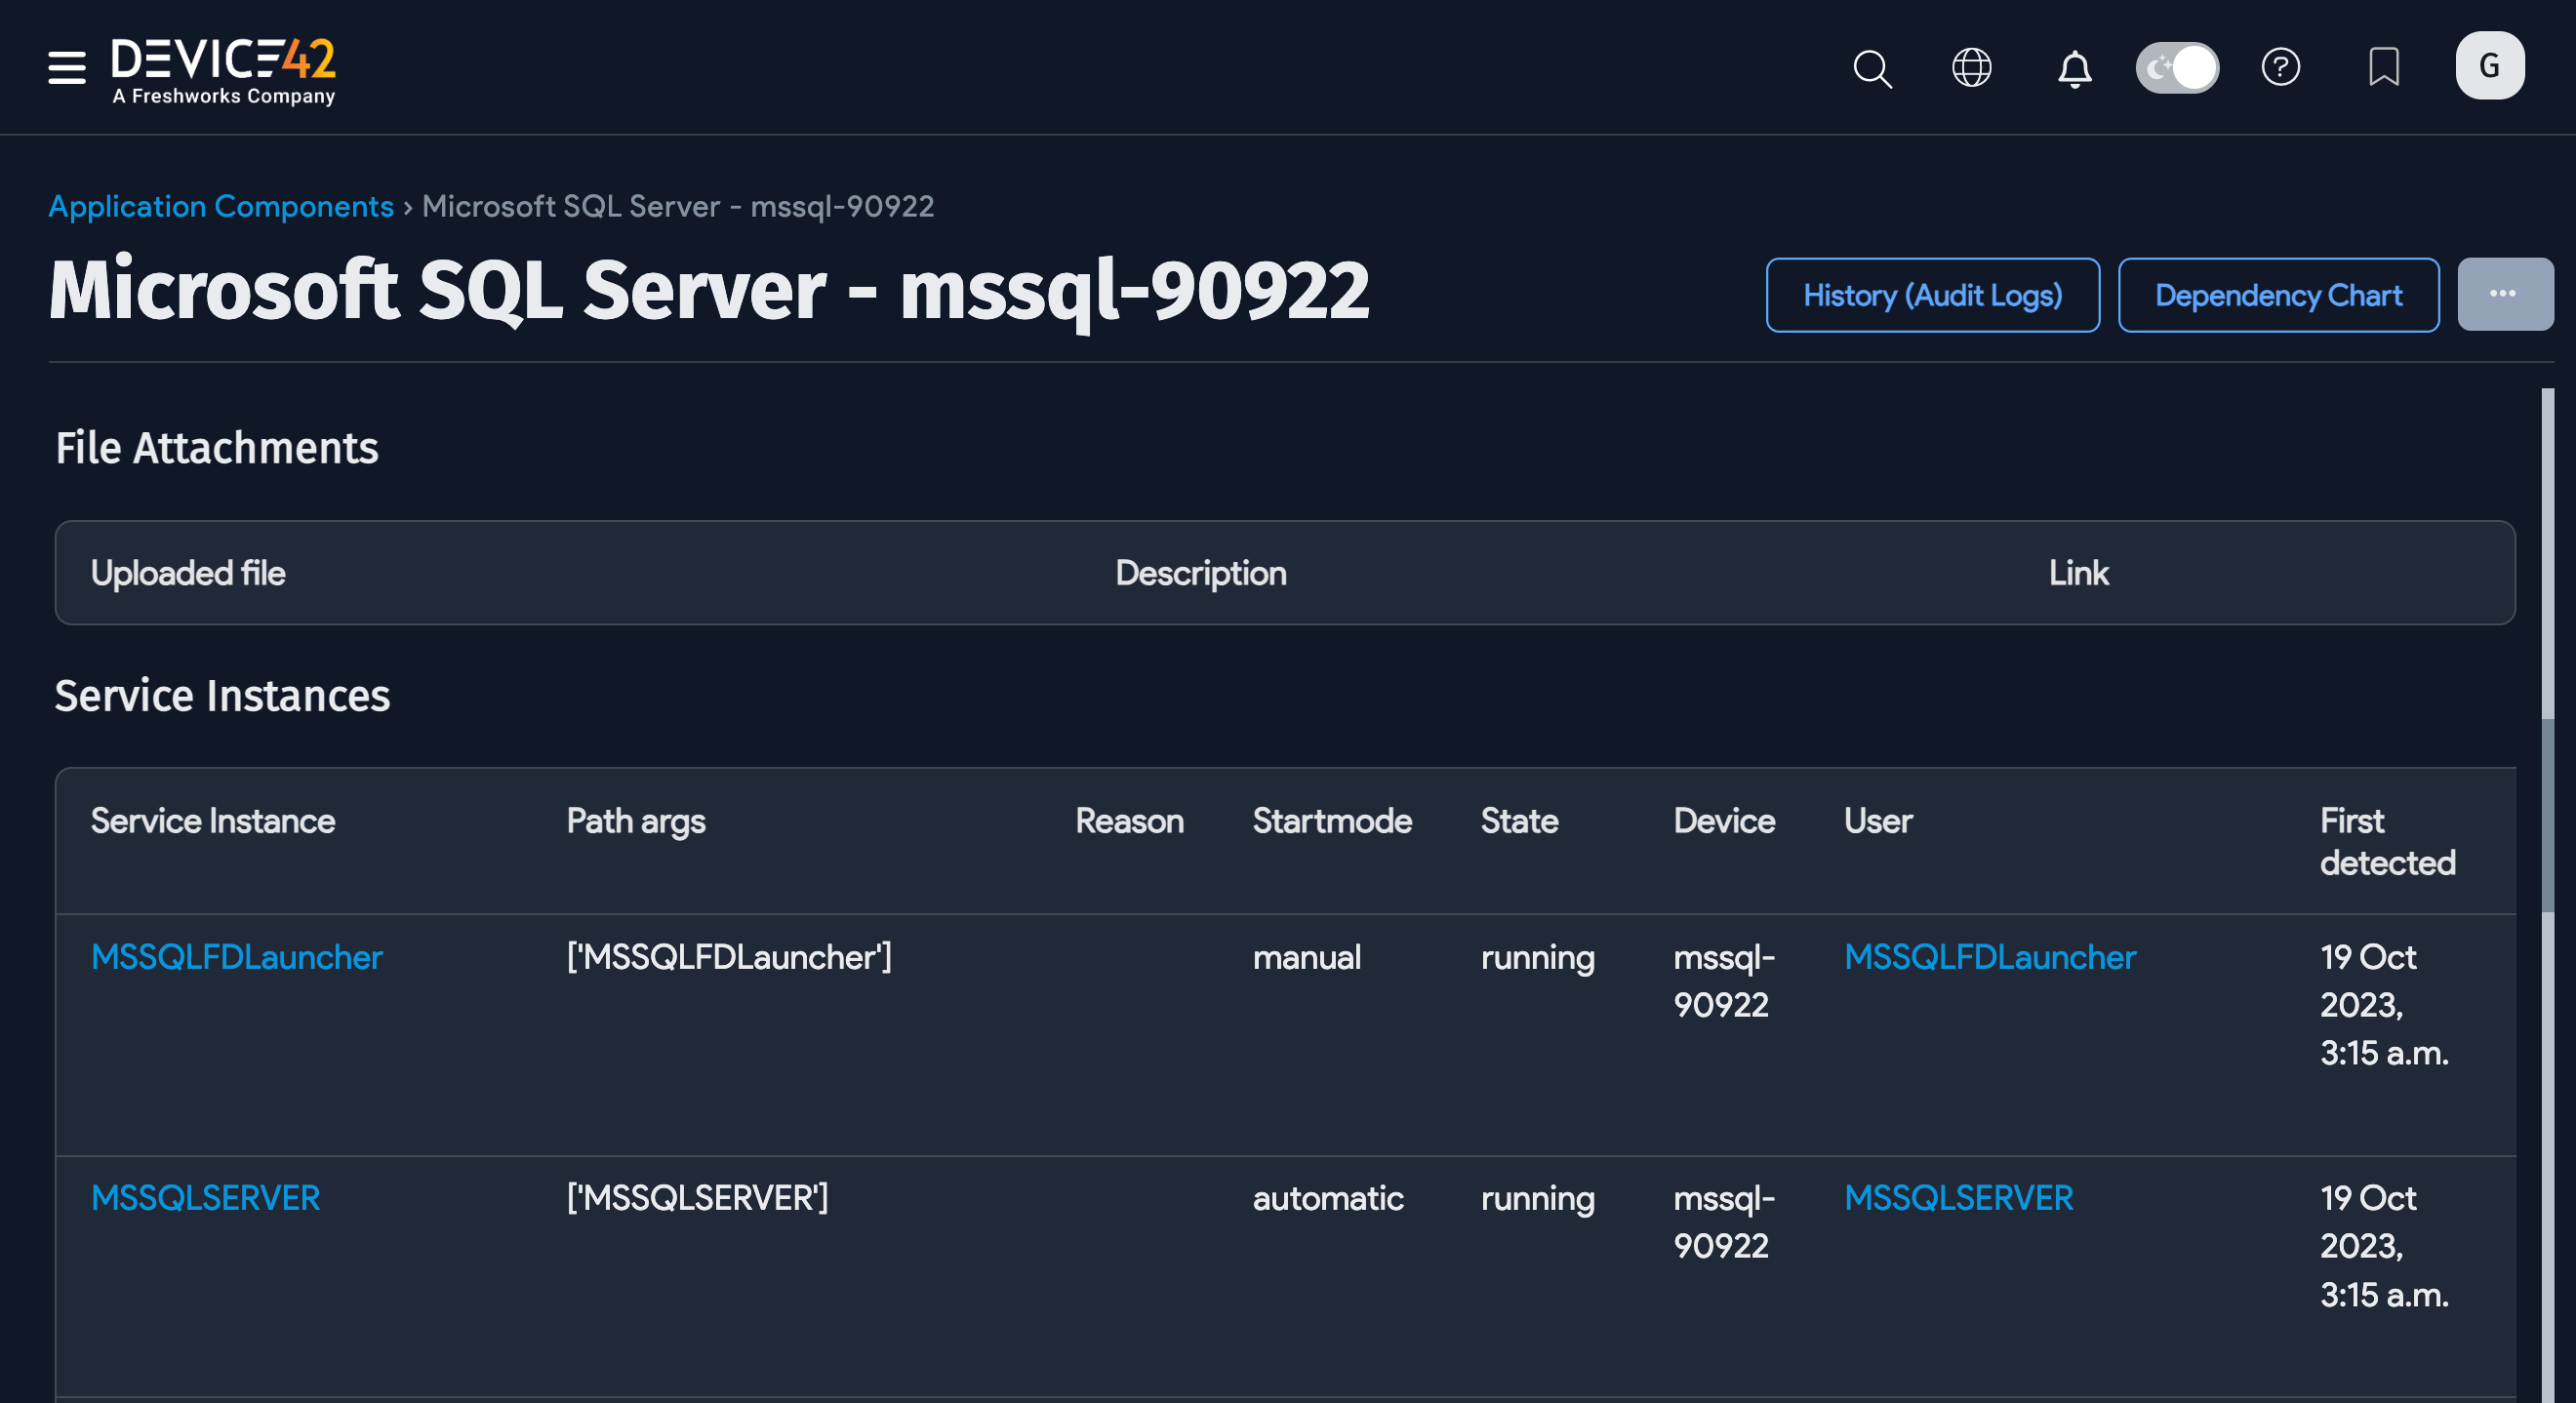 DEVICE42
A Freshworks Company
G
Application Components › Microsoft SQL Server - mssql-90922
Microsoft SQL Server - mssql-90922
History (Audit Logs)
Dependency Chart
...
File Attachments
Uploaded file Description Link
Service Instances
Service Instance Path args Reason Startmode State Device User First
detected
MSSQLFDLauncher ['MSSQLFDLauncher'] manual running mssql- MSSQLFDLauncher 19 Oct
90922 2023,
3:15 a.m.
MSSQLSERVER ['MSSQLSERVER'] automatic running mssql- MSSQLSERVER 19 Oct
90922 2023,
3:15 a.m.